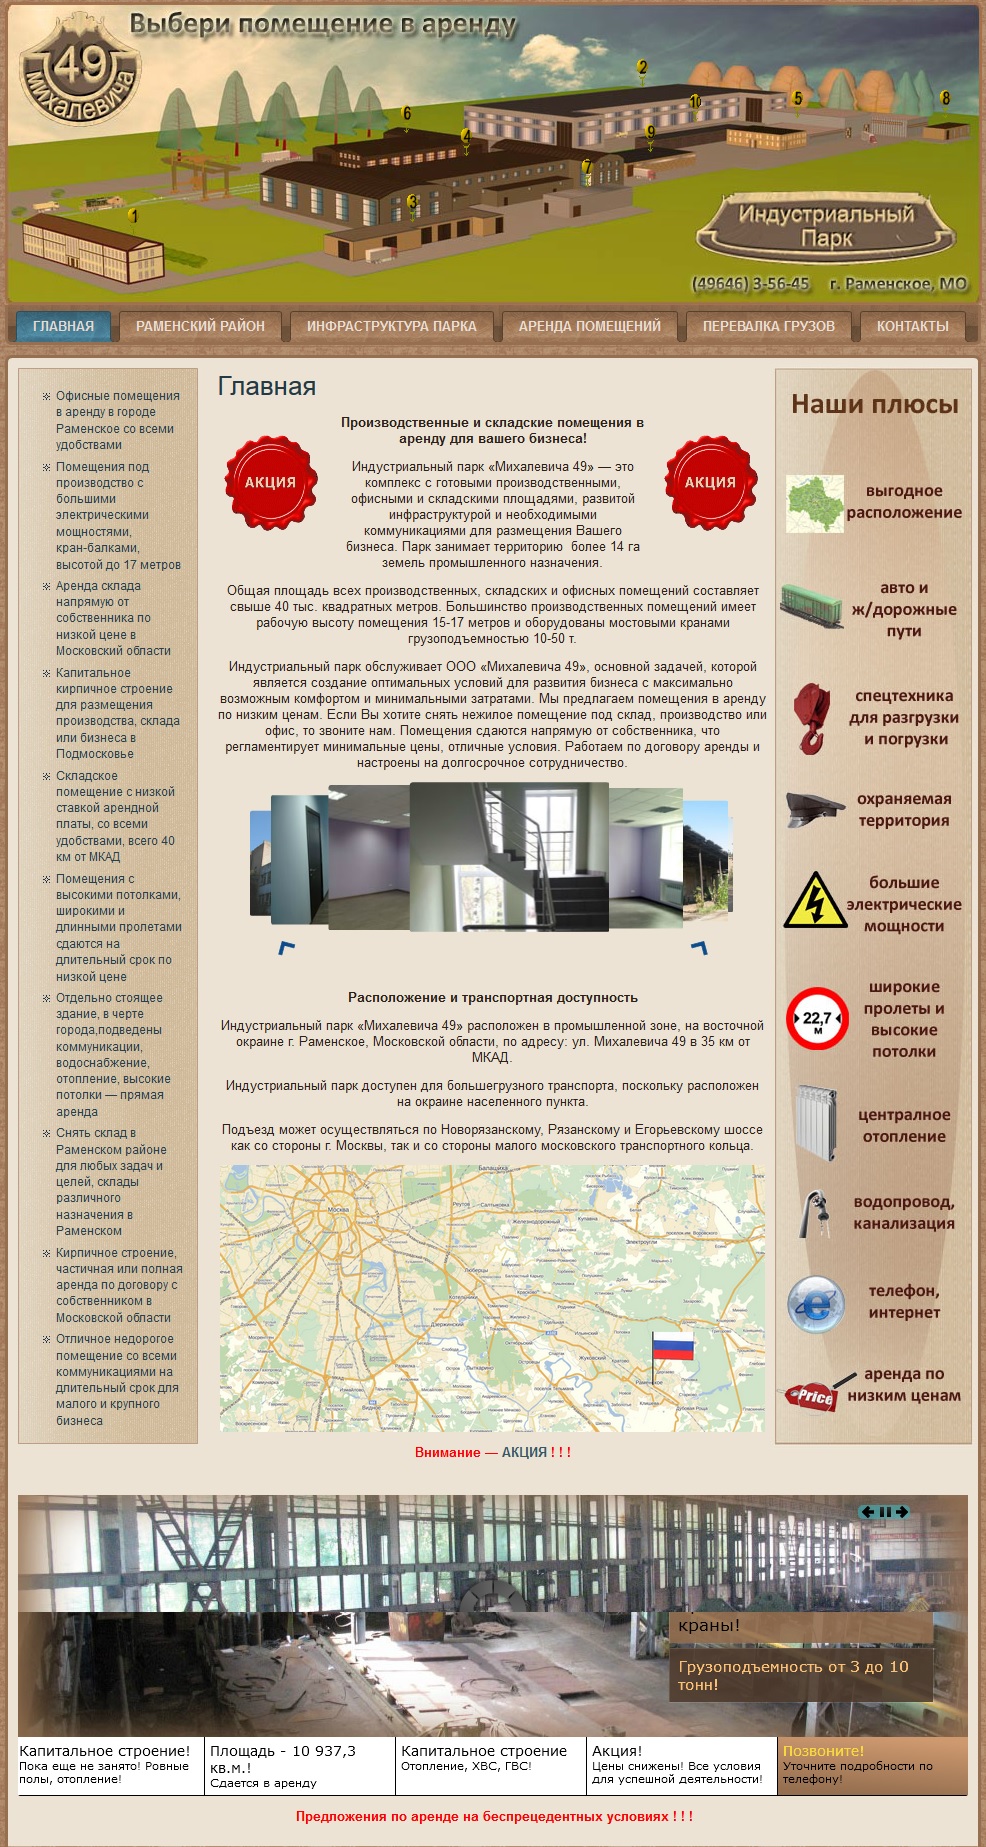 Выбери помещение в аренду
49
МИХАЛЕВИЧА
1
2
3
4
5
6
7
8
9
10
Индустриальный
Парк
(49646) 3-56-45 г. Раменское, МО
ГЛАВНАЯ
РАМЕНСКИЙ РАЙОН
ИНФРАСТРУКТУРА ПАРКА
АРЕНДА ПОМЕЩЕНИЙ
ПЕРЕВАЛКА ГРУЗОВ
КОНТАКТЫ
Офисные помещения
в аренду в городе
Раменское со всеми
удобствами
Помещения под
производство с
большими
электрическими
мощностями,
кран-балками,
высотой до 17 метров
Аренда склада
напрямую от
собственника по
низкой цене в
Московский области
Капитальное
кирпичное строение
для размещения
производства, склада
или бизнеса в
Подмосковье
Складское
помещение с низкой
ставкой арендной
платы, со всеми
удобствами, всего 40
км от МКАД
Помещения с
высокими потолками,
широкими и
длинными пролетами
сдаются на
длительный срок по
низкой цене
Отдельно стоящее
здание, в черте
города,подведены
коммуникации,
водоснабжение,
отопление, высокие
потолки — прямая
аренда
Снять склад в
Раменском районе
для любых задач и
целей, склады
различного
назначения в
Раменском
Кирпичное строение,
частичная или полная
аренда по договору с
собственником в
Московской области
Отличное недорогое
помещение со всеми
коммуникациями на
длительный срок для
малого и крупного
бизнеса
Главная
АКЦИЯ
Производственные и складские помещения в
аренду для вашего бизнеса!
АКЦИЯ
Индустриальный парк «Михалевича 49» — это
комплекс с готовыми производственными,
офисными и складскими площадями, развитой
инфраструктурой и необходимыми
коммуникациями для размещения Вашего
бизнеса. Парк занимает территорию более 14 га
земель промышленного назначения.
Общая площадь всех производственных, складских и офисных помещений составляет
свыше 40 тыс. квадратных метров. Большинство производственных помещений имеет
рабочую высоту помещения 15-17 метров и оборудованы мостовыми кранами
грузоподъемностью 10-50 т.
Индустриальный парк обслуживает ООО «Михалевича 49», основной задачей, которой
является создание оптимальных условий для развития бизнеса с максимально
возможным комфортом и минимальными затратами. Мы предлагаем помещения в аренду
по низким ценам. Если Вы хотите снять нежилое помещение под склад, производство или
офис, то звоните нам. Помещения сдаются напрямую от собственника, что
регламентирует минимальные цены, отличные условия. Работаем по договору аренды и
настроены на долгосрочное сотрудничество.
Расположение и транспортная доступность
Индустриальный парк «Михалевича 49» расположен в промышленной зоне, на восточной
окраине г. Раменское, Московской области, по адресу: ул. Михалевича 49 в 35 км от
МКАД.
Индустриальный парк доступен для большегрузного транспорта, поскольку расположен
на окраине населенного пункта.
Подъезд может осуществляться по Новорязанскому, Рязанскому и Егорьевскому шоссе
как со стороны г. Москвы, так и со стороны малого московского транспортного кольца.
Балашиха
Москва
Реутов
Железнодорожный
Электроугли
Люберцы
Котельники
Дзержинский
Лыткарино
Жуковский
Раменское
Видное
Внимание — АКЦИЯ ! ! !
Наши плюсы
выгодное
расположение
авто и
ж/дорожные
пути
спецтехника
для разгрузки
и погрузки
охраняемая
территория
большие
электрические
мощности
22,7
м
широкие
пролеты и
высокие
потолки
централное
отопление
водопровод,
канализация
телефон,
интернет
Price
аренда по
низким ценам
краны!
Грузоподъемность от 3 до 10
тонн!
Капитальное строение!
Пока еще не занято! Ровные
полы, отопление!
Площадь - 10 937,3
кв.м.!
Сдается в аренду
Капитальное строение
Отопление, ХВС, ГВС!
Акция!
Цены снижены! Все условия
для успешной деятельности!
Позвоните!
Уточните подробности по
телефону!
Предложения по аренде на беспрецедентных условиях ! ! !